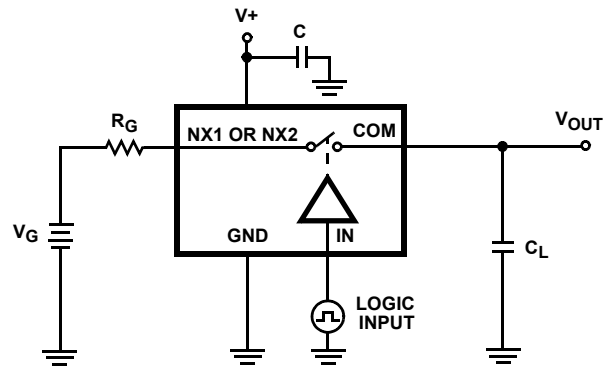 V+
C
RG
NX1 OR NX2
COM
VOUT
VG
GND
IN
CL
LOGIC
INPUT